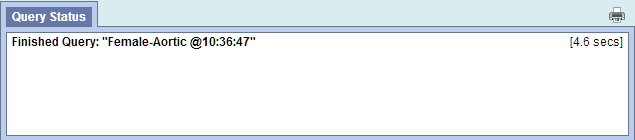 Query Status
Finished Query: "Female-Aortic @10:36:47" [4.6 secs]